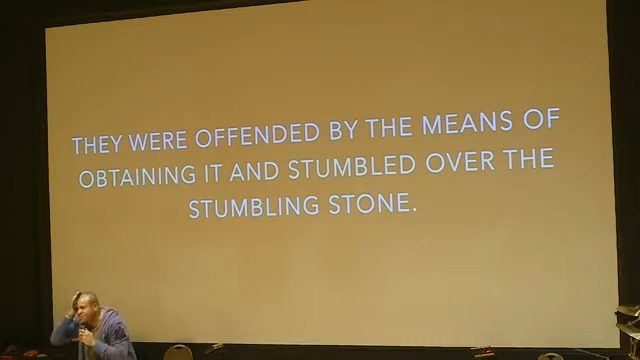 THEY WERE OFFENDED BY THE MEANS OF
OBTAINING IT AND STUMBLED OVER THE
STUMBLING STONE.